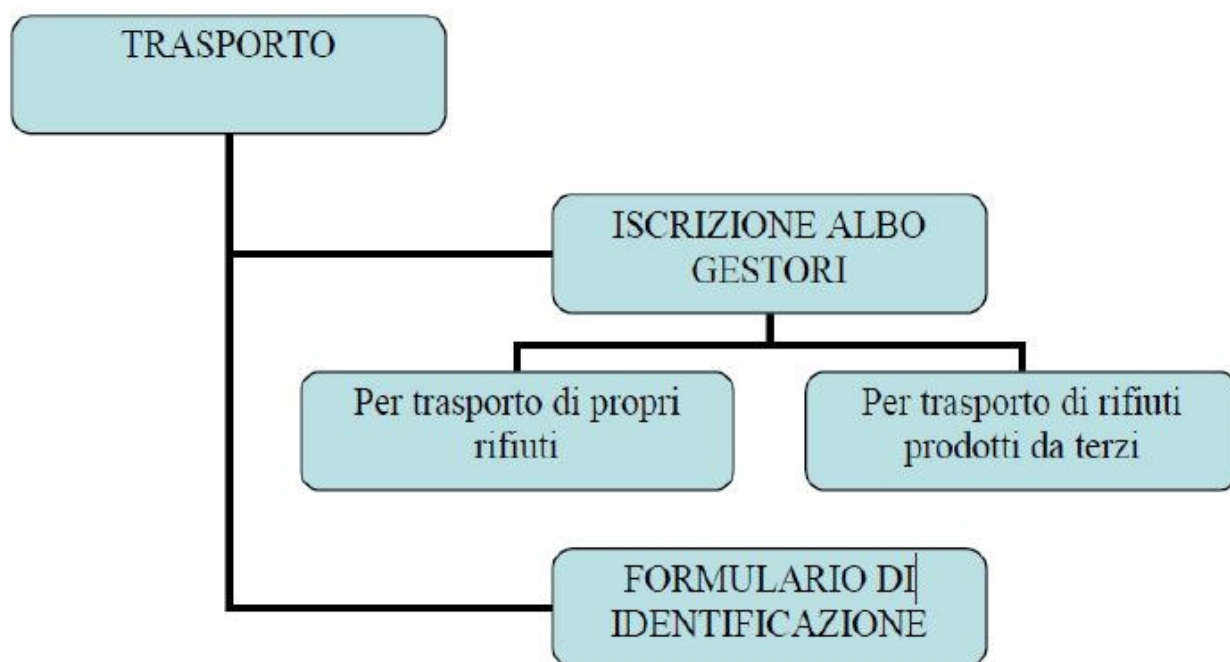 TRASPORTO
ISCRIZIONE ALBO
GESTORI
Per trasporto di propri
rifiuti
Per trasporto di rifiuti
prodotti da terzi
FORMULARIO DI
IDENTIFICAZIONE